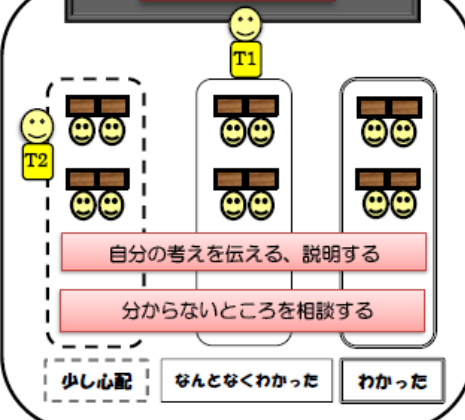 T1
T2
自分の考えを伝える、説明する
分からないところを相談する
少し心配
なんとなくわかった
わかった